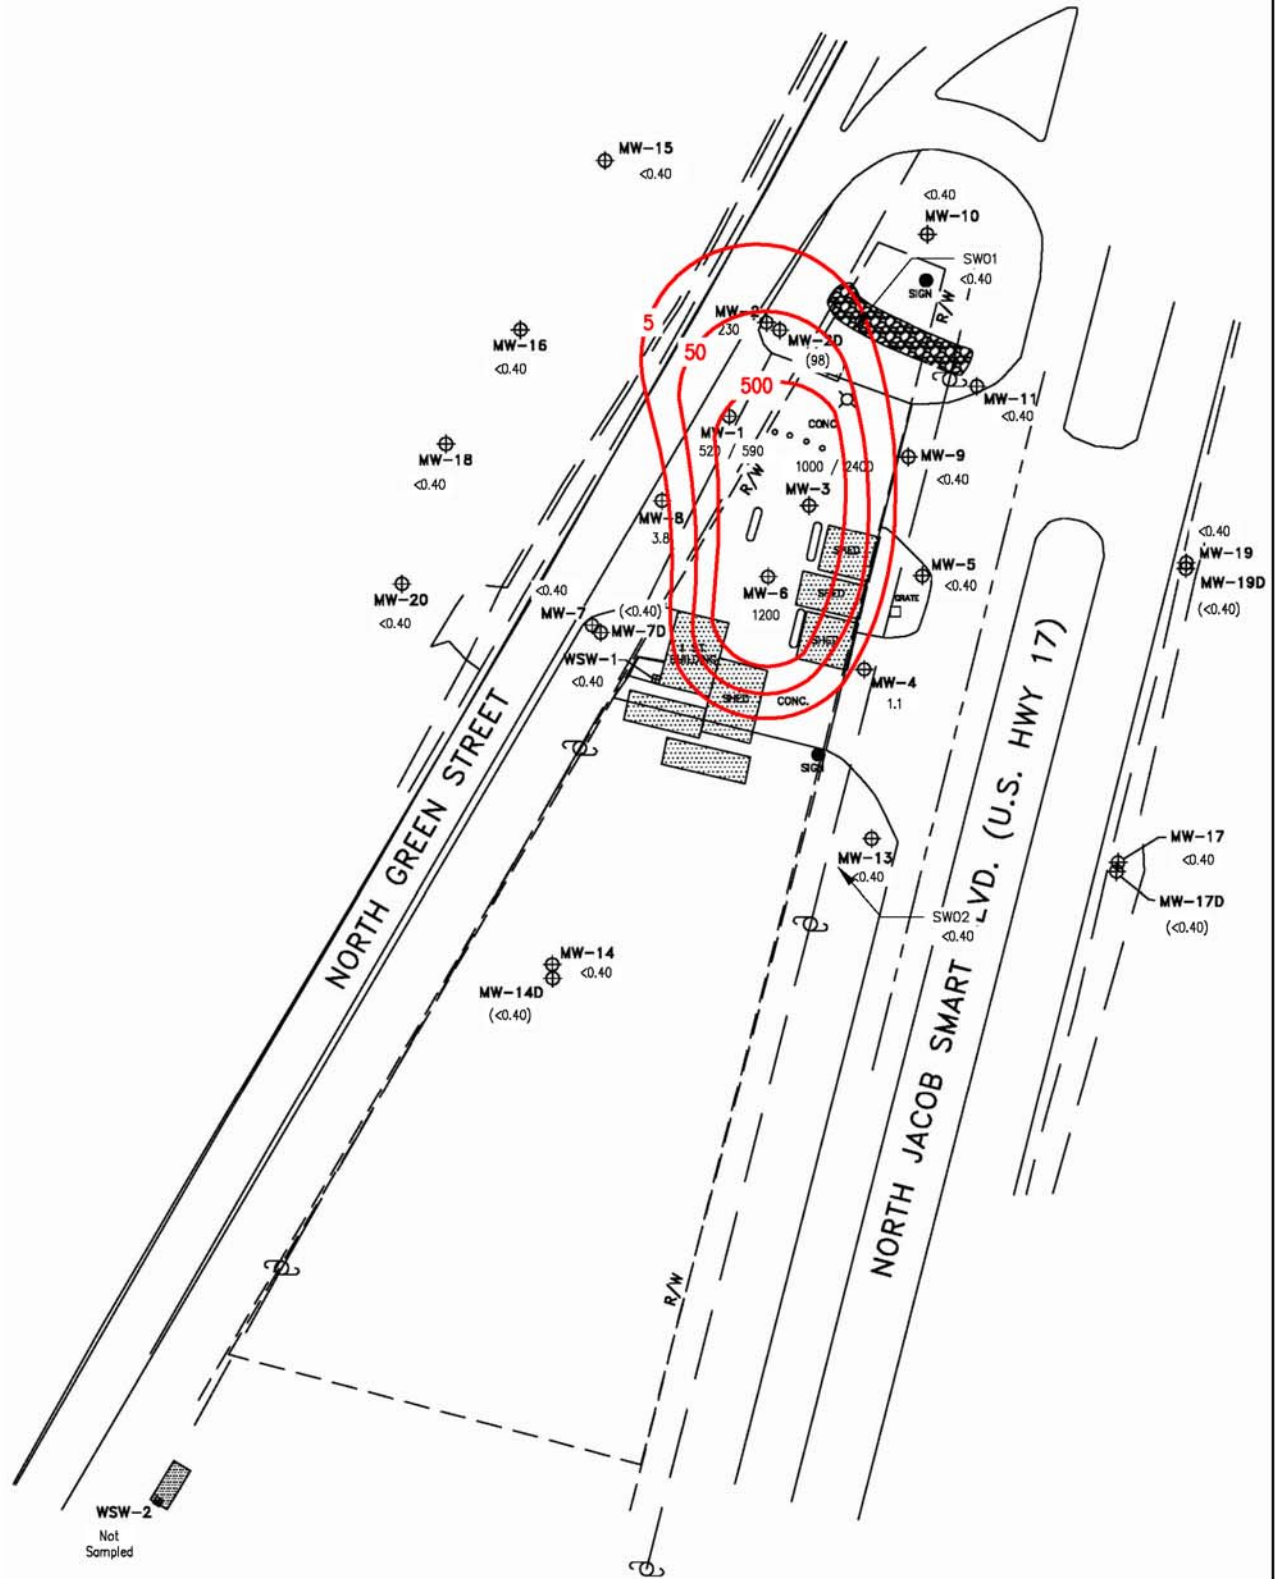 MW-15
<0.40
<0.40
MW-10
SW01
<0.40
SIGN
R/W
5
MW-2
230
MW-2D
(98)
50
MW-16
<0.40
500
MW-11
<0.40
MW-1
520 / 590
CONC.
1000 / 2400
R/W
MW-9
<0.40
MW-18
<0.40
MW-3
MW-8
3.8
SHED
<0.40
MW-19
MW-19D
(<0.40)
MW-5
<0.40
MW-20
<0.40
<0.40
MW-7
(<0.40)
MW-7D
MW-6
1200
SHED
GRATE
SHED
WSW-1
<0.40
BUILDING
SHED
CONC.
MW-4
1.1
SIGN
NORTH GREEN STREET
MW-13
<0.40
MW-17
<0.40
MW-17D
(<0.40)
SW02
<0.40
MW-14
<0.40
MW-14D
(<0.40)
NORTH JACOB SMART LVD. (U.S. HWY 17)
R/W
WSW-2
Not
Sampled